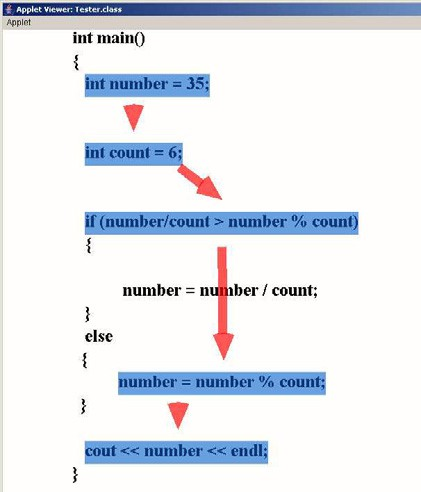 Applet Viewer: Tester.class
Applet
int main()
{
int number = 35;
int count = 6;
if (number/count > number % count)
{
number = number / count;
}
else
{
number = number % count;
}
cout << number << endl;
}